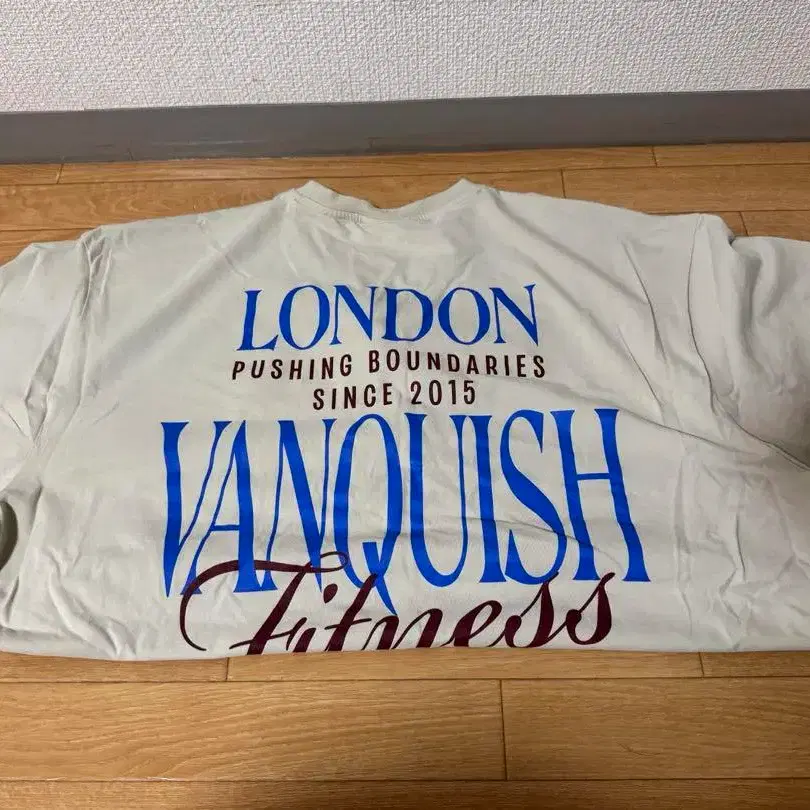 LONDON
PUSHING BOUNDARIES
SINCE 2015
VANQUISH
Fitness